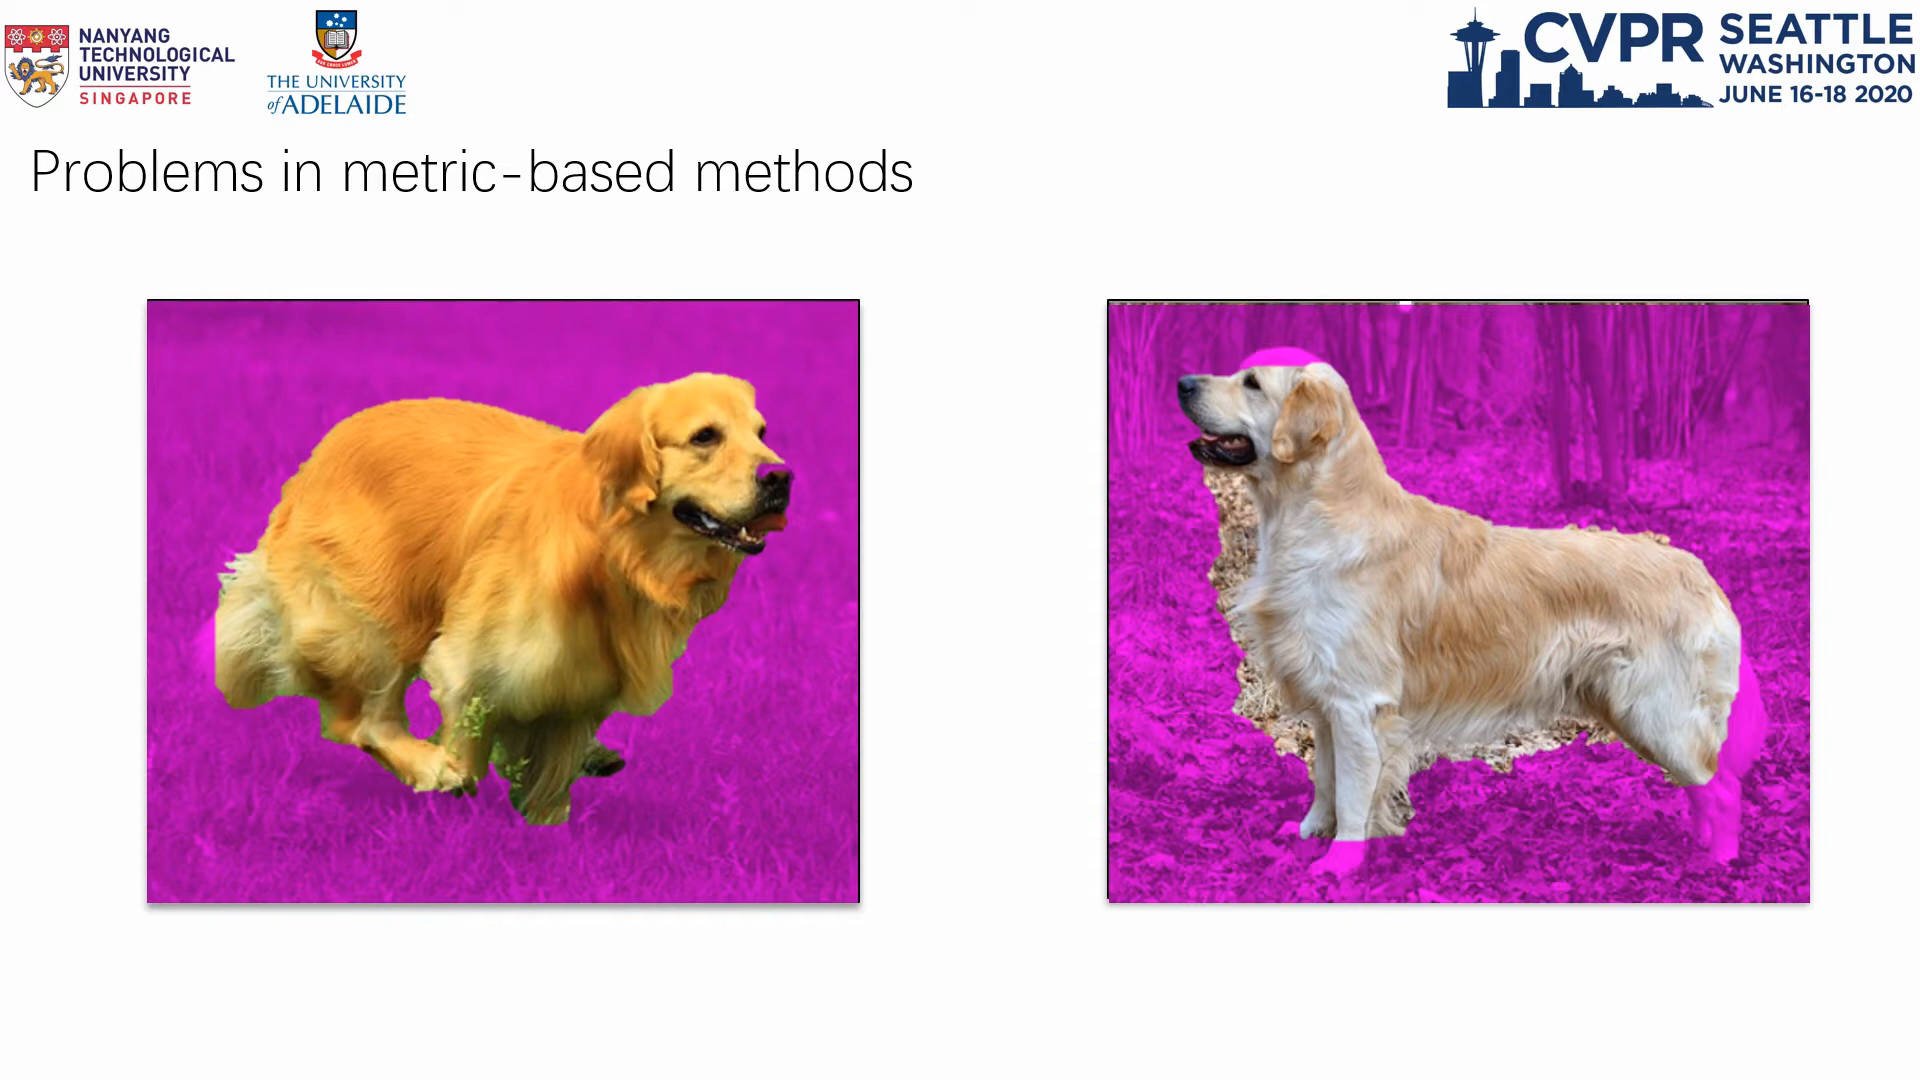 NANYANG
TECHNOLOGICAL
UNIVERSITY
SINGAPORE
THE UNIVERSITY
of ADELAIDE
CVPR SEATTLE
WASHINGTON
JUNE 16-18 2020
Problems in metric-based methods